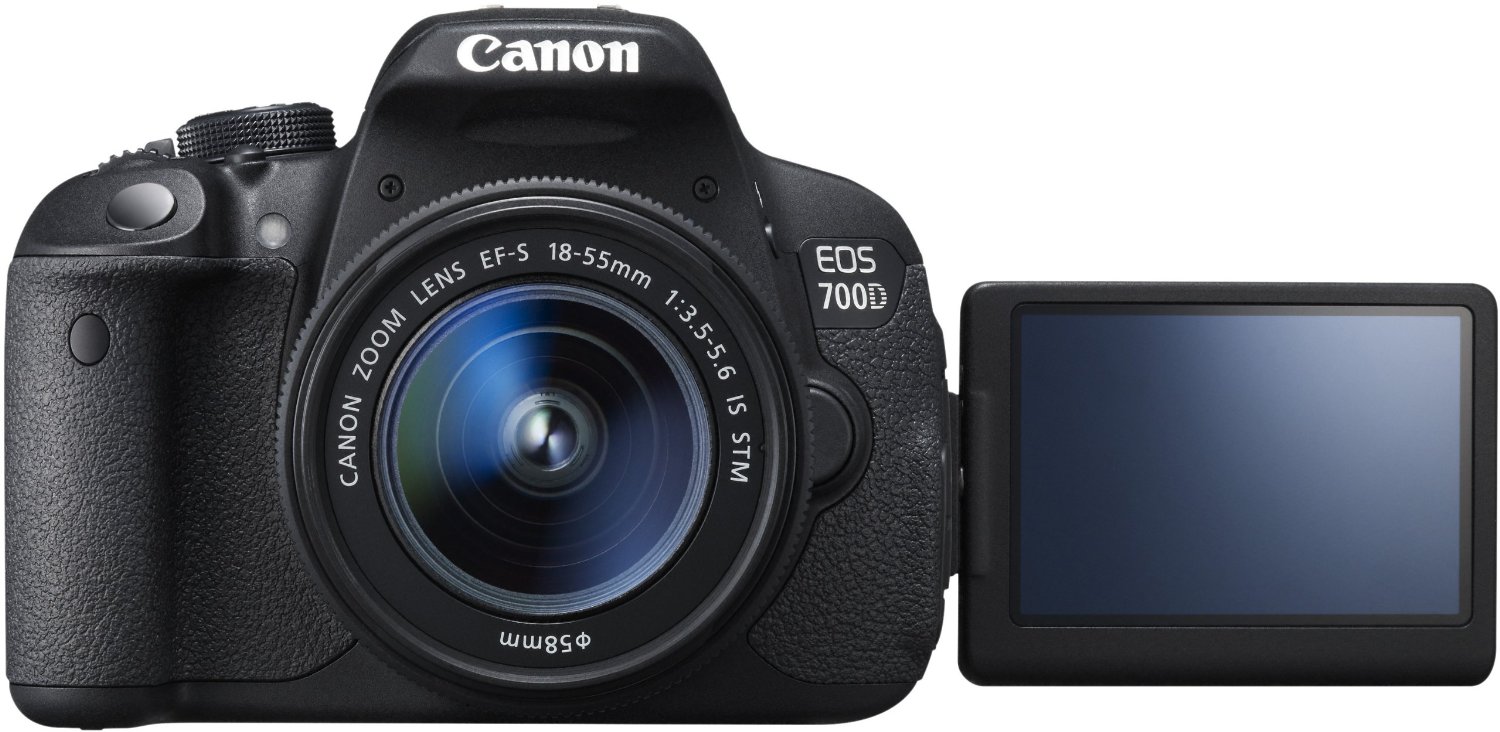 Canon
EOS
700D
CANON ZOOM LENS EF-S 18-55mm 1:3.5-5.6 IS STM
φ58mm